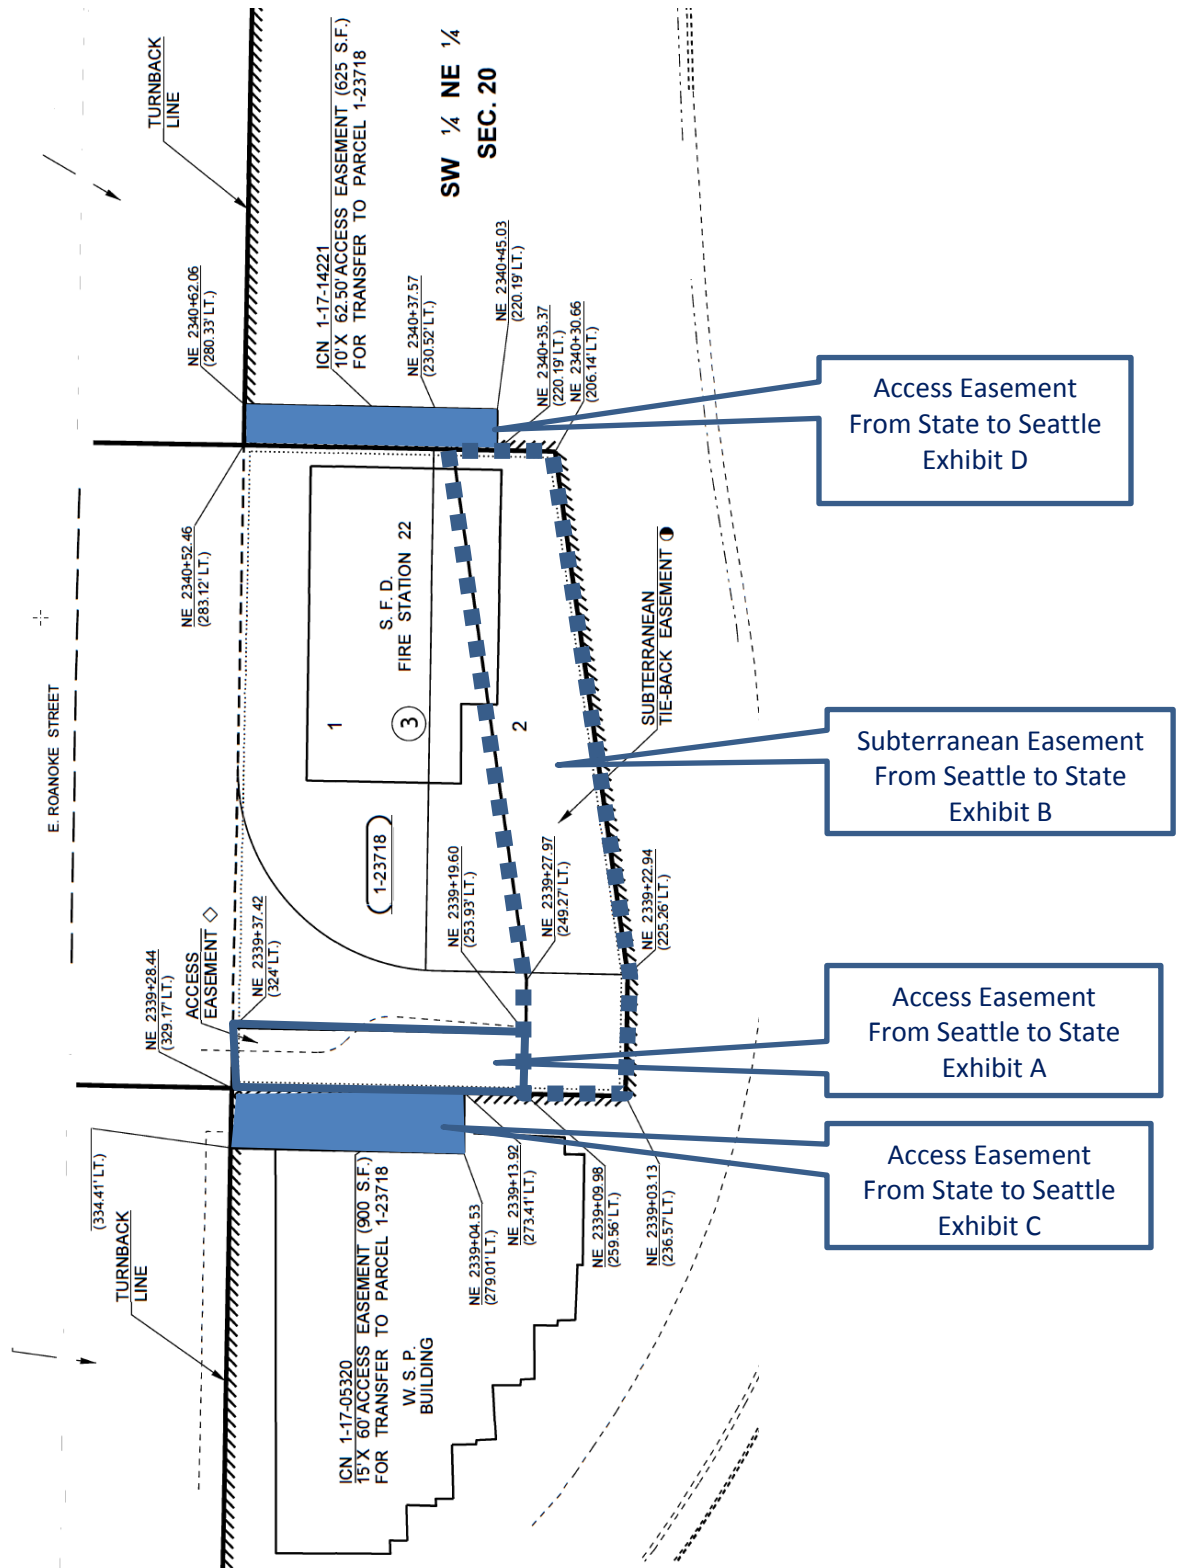 TURNBACK
LINE
ICN 1-17-14221
10' X 62.50' ACCESS EASEMENT (625 S.F.)
FOR TRANSFER TO PARCEL 1-23718
SW ¼ NE ¼
SEC. 20
NE 2340+62.06
(280.33' LT.)
NE 2340+37.57
(230.52' LT.)
NE 2340+45.03
(220.19' LT.)
NE 2340+35.37
(220.19' LT.)
NE 2340+30.66
(206.14' LT.)
Access Easement
From State to Seattle
Exhibit D
NE 2340+52.46
(283.12' LT.)
S. F. D.
FIRE STATION 22
1
3
2
SUBTERRANEAN
TIE-BACK EASEMENT
E. ROANOKE STREET
Subterranean Easement
From Seattle to State
Exhibit B
1-23718
NE 2339+19.60
(253.93' LT.)
NE 2339+27.97
(249.27' LT.)
NE 2339+22.94
(225.26' LT.)
ACCESS
EASEMENT
NE 2339+37.42
(324' LT.)
NE 2339+28.44
(329.17' LT.)
Access Easement
From Seattle to State
Exhibit A
(334.41' LT.)
Access Easement
From State to Seattle
Exhibit C
NE 2339+04.53
(279.01' LT.)
NE 2339+13.92
(273.41' LT.)
NE 2339+09.98
(259.56' LT.)
NE 2339+03.13
(236.57' LT.)
TURNBACK
LINE
ICN 1-17-05320
15' X 60' ACCESS EASEMENT (900 S.F.)
FOR TRANSFER TO PARCEL 1-23718
W. S. P.
BUILDING